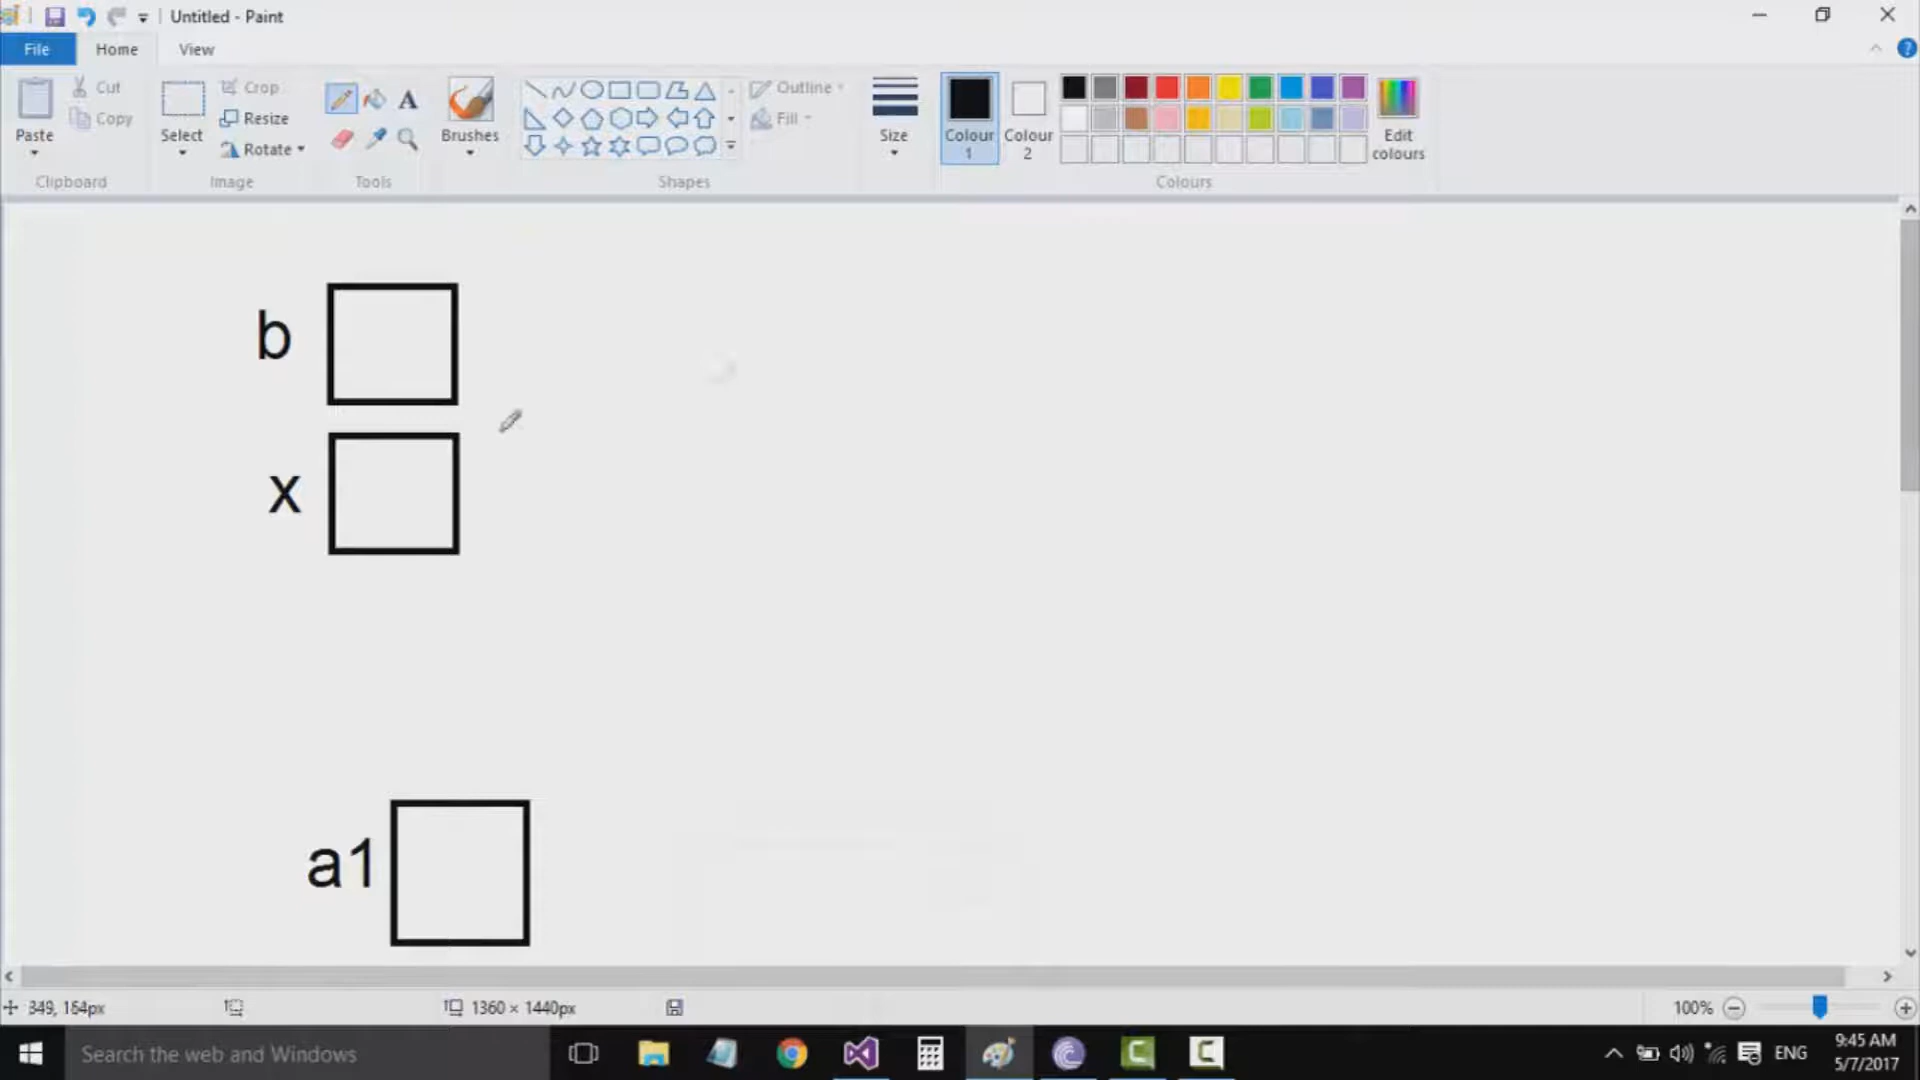 Untitled - Paint
File Home View
Paste
Cut
Copy
Clipboard
Select
Crop
Resize
Rotate
Image
A
Tools
Brushes
Shapes
Outline
Fill
Size
Colour 1
Colour 2
Edit colours
Colours
b
x
a1
349, 164px
1360 × 1440px
100%
Search the web and Windows
ENG
9:45 AM
5/7/2017